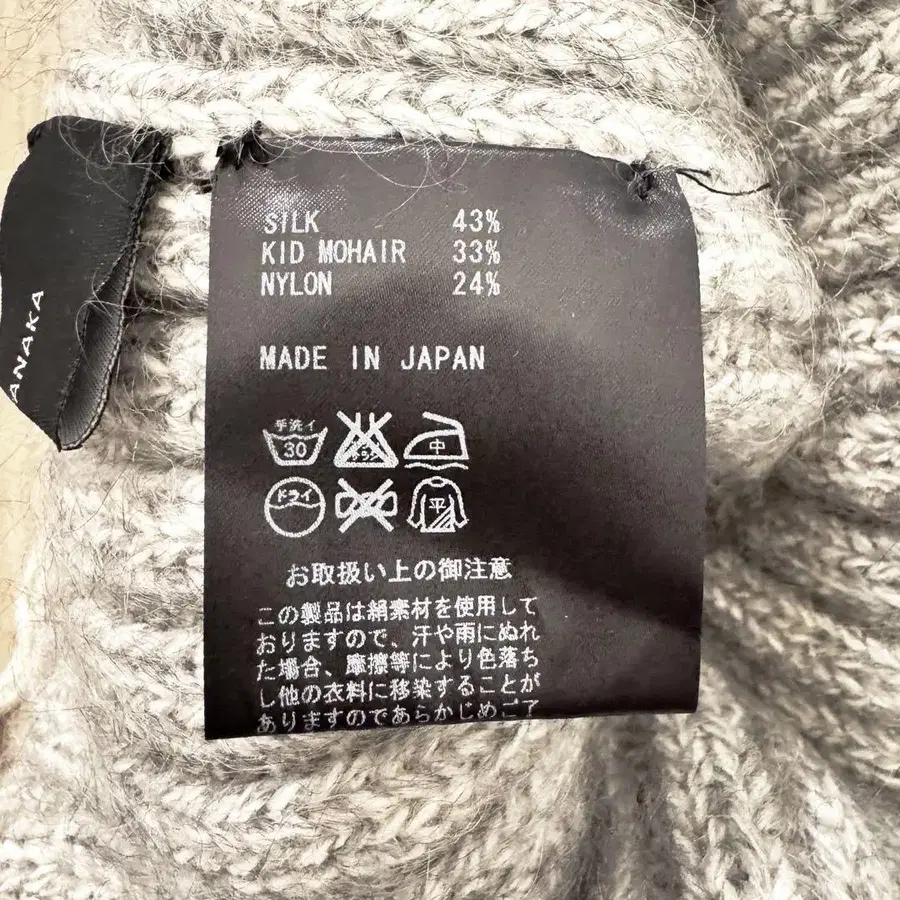 ANAKA
SILK 43%
KID MOHAIR 33%
NYLON 24%
MADE IN JAPAN
手洗イ
30
中
ドライ
平
お取扱い上の御注意
この製品は絹素材を使用して
おりますので、汗や雨にぬれ
た場合、摩擦等により色落ち
し他の衣料に移染することが
ありますのであらかじめご了